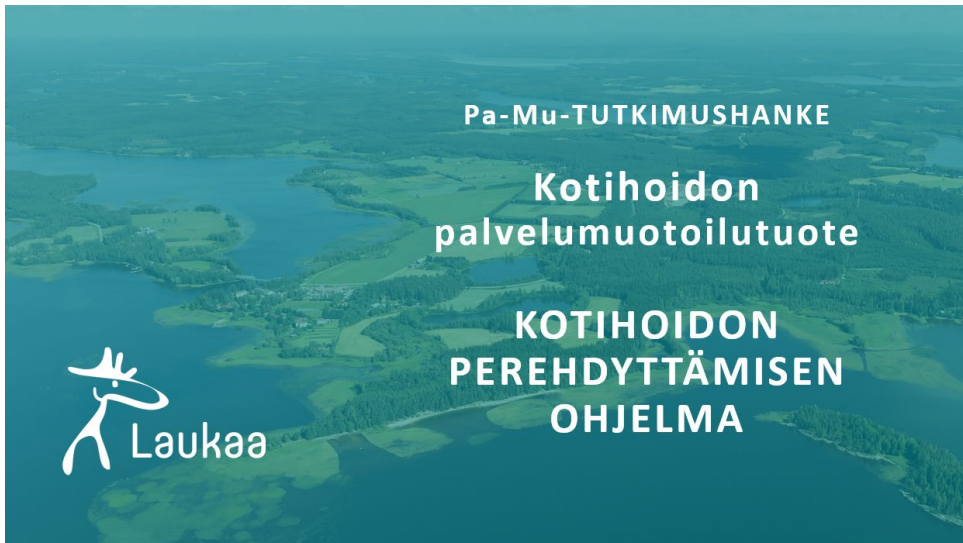 Pa-Mu-TUTKIMUSHANKE
Kotihoidon
palvelumuotoilutuote
KOTIHOIDON
PEREHDYTTÄMISEN
OHJELMA
Laukaa